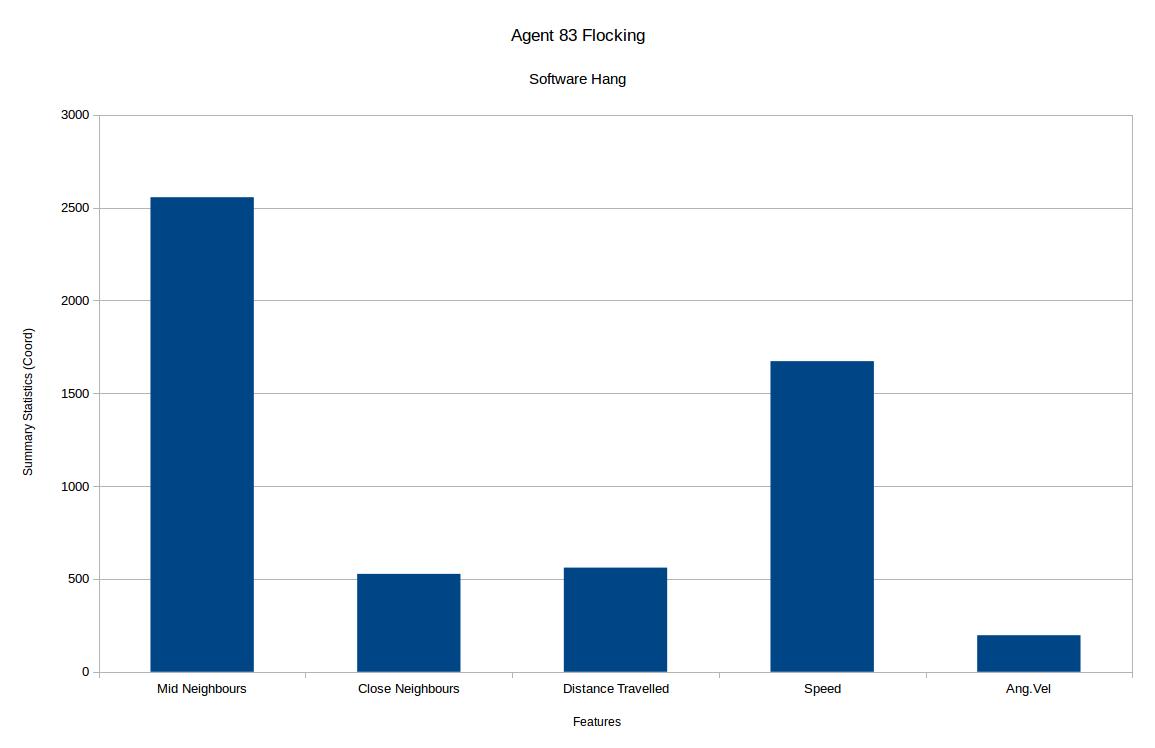 Agent 83 Flocking
Software Hang
3000
2500
2000
1500
1000
500
0
Summary Statistics (Coord)
Mid Neighbours
Close Neighbours
Distance Travelled
Speed
Ang.Vel
Features